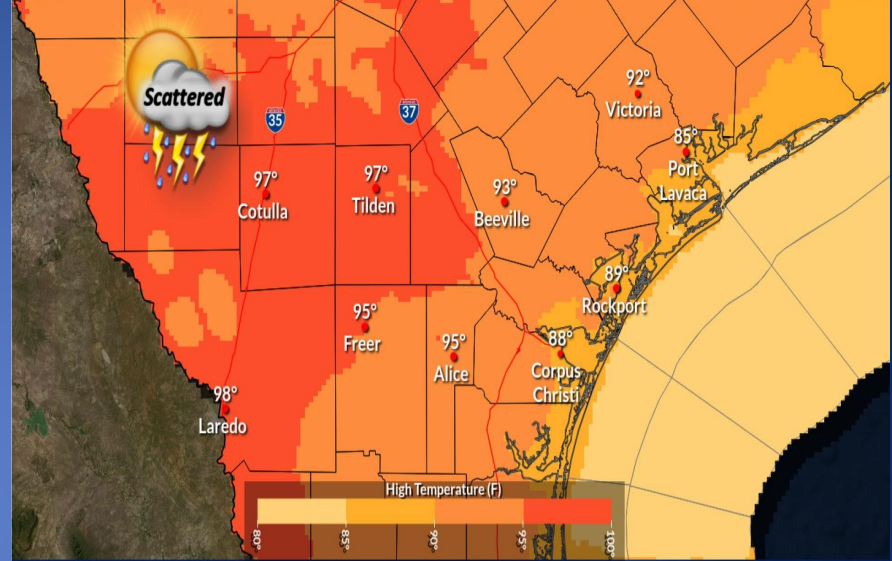 Scattered
35
37
92°
Victoria
85°
Port
Lavaca
97°
Cotulla
97°
Tilden
93°
Beeville
89°
Rockport
95°
Freer
95°
Alice
88°
Corpus
Christi
98°
Laredo
High Temperature (F)
80°
85°
90°
95°
100°